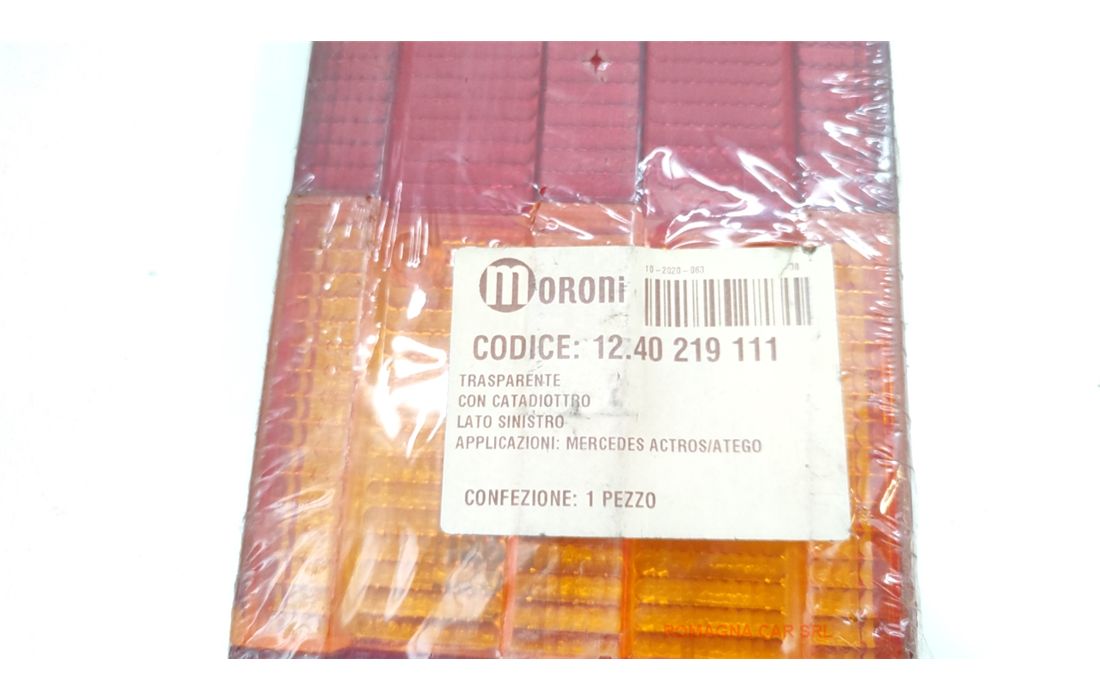 moroni
10-2020-063
CODICE: 12.40 219 111
TRASPARENTE
CON CATADIOTTRO
LATO SINISTRO
APPLICAZIONI: MERCEDES ACTROS/ATEGO
CONFEZIONE: 1 PEZZO
ROMAGNA CAR SRL